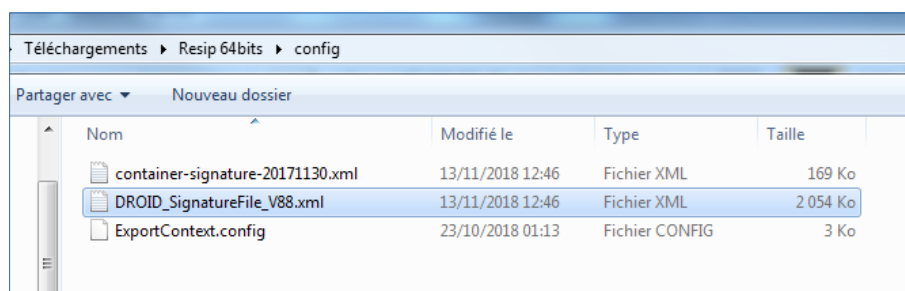 Téléchargements ▸ Resip 64bits ▸ config
Partager avec ▾ Nouveau dossier
Nom Modifié le Type Taille
container-signature-20171130.xml 13/11/2018 12:46 Fichier XML 169 Ko
DROID_SignatureFile_V88.xml 13/11/2018 12:46 Fichier XML 2 054 Ko
ExportContext.config 23/10/2018 01:13 Fichier CONFIG 3 Ko